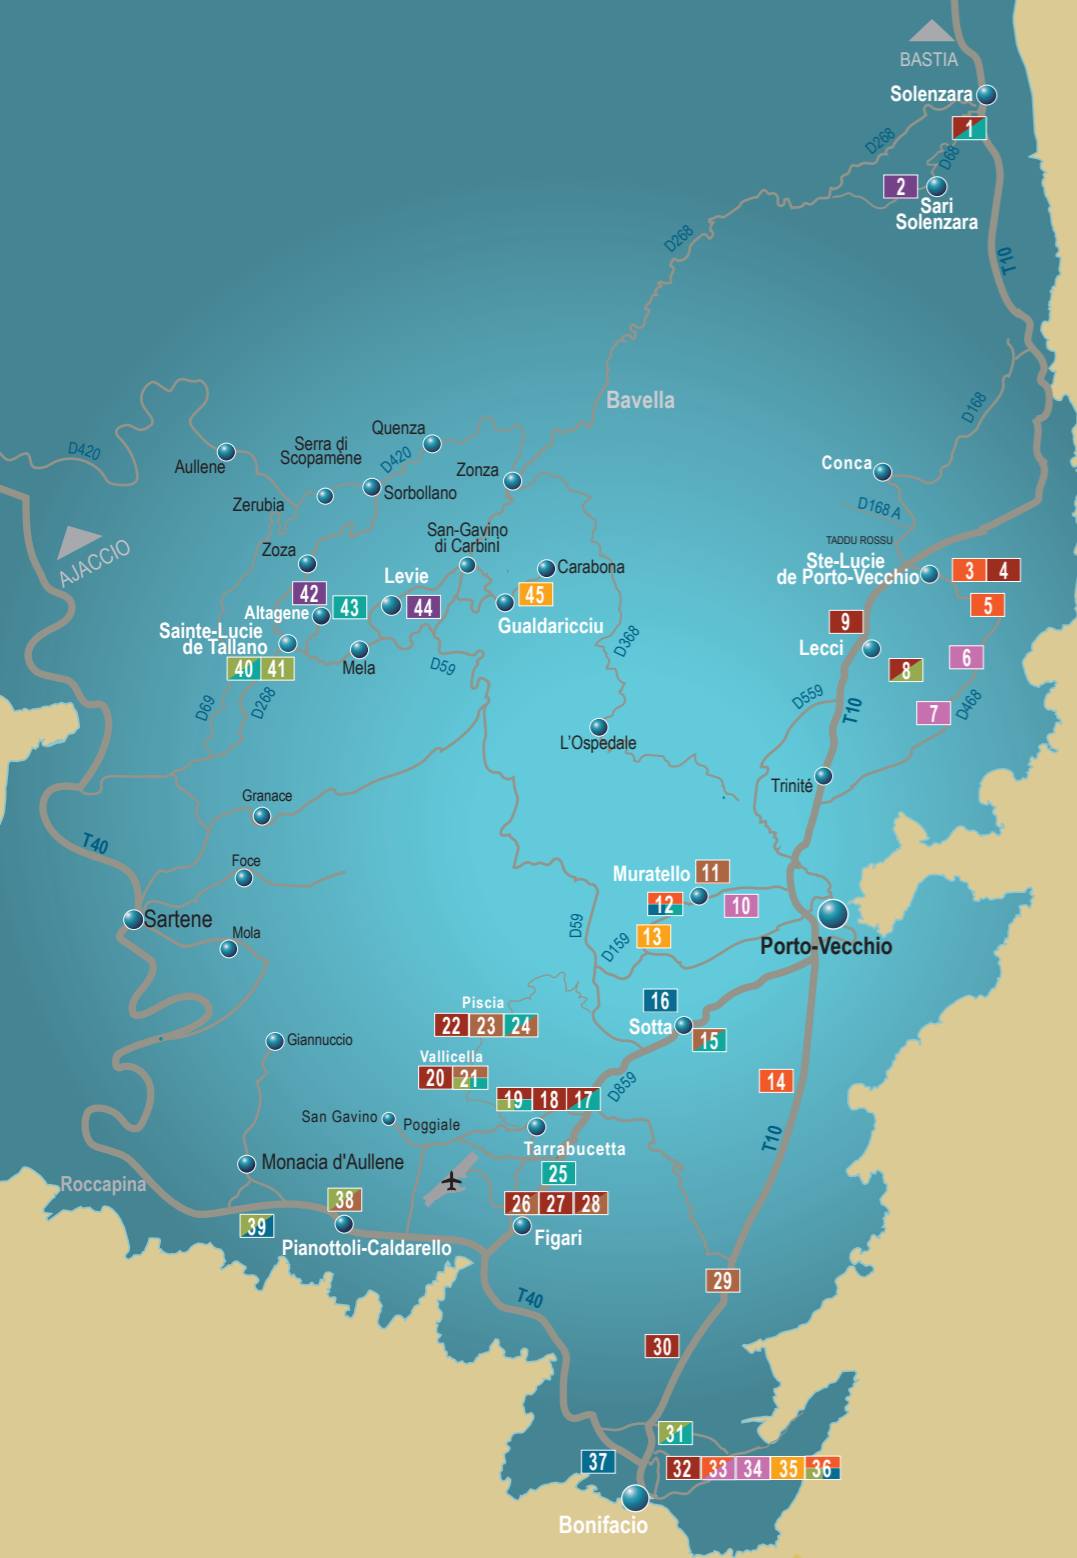 BASTIA
Solenzara
1
D268
D68
2
Sari
Solenzara
D268
T10
Bavella
D168
D420
Aullene
Serra di
Scopamène
Quenza
D420
Zonza
Sorbollano
Zerubia
Conca
D168 A
AJACCIO
San-Gavino
di Carbini
TADDU ROSSU
Zoza
Carabona
Ste-Lucie
de Porto-Vecchio
3
4
5
Levie
42
43
44
45
Altagene
Gualdaricciu
9
Sainte-Lucie
de Tallano
Lecci
40
41
Mela
D59
D368
8
6
7
D468
D69
D268
D559
T10
L'Ospedale
Trinité
Granace
T40
Foce
Muratello
11
12
10
Sartene
13
Mola
D59
D159
Porto-Vecchio
Piscia
16
22
23
24
Sotta
15
Giannuccio
Vallicella
20
21
14
D859
19
18
17
San Gavino
Poggiale
Tarrabucetta
T10
Monacia d'Aullene
25
Roccapina
38
26
27
28
39
Pianottoli-Caldarello
Figari
29
T40
30
31
37
32
33
34
35
36
Bonifacio